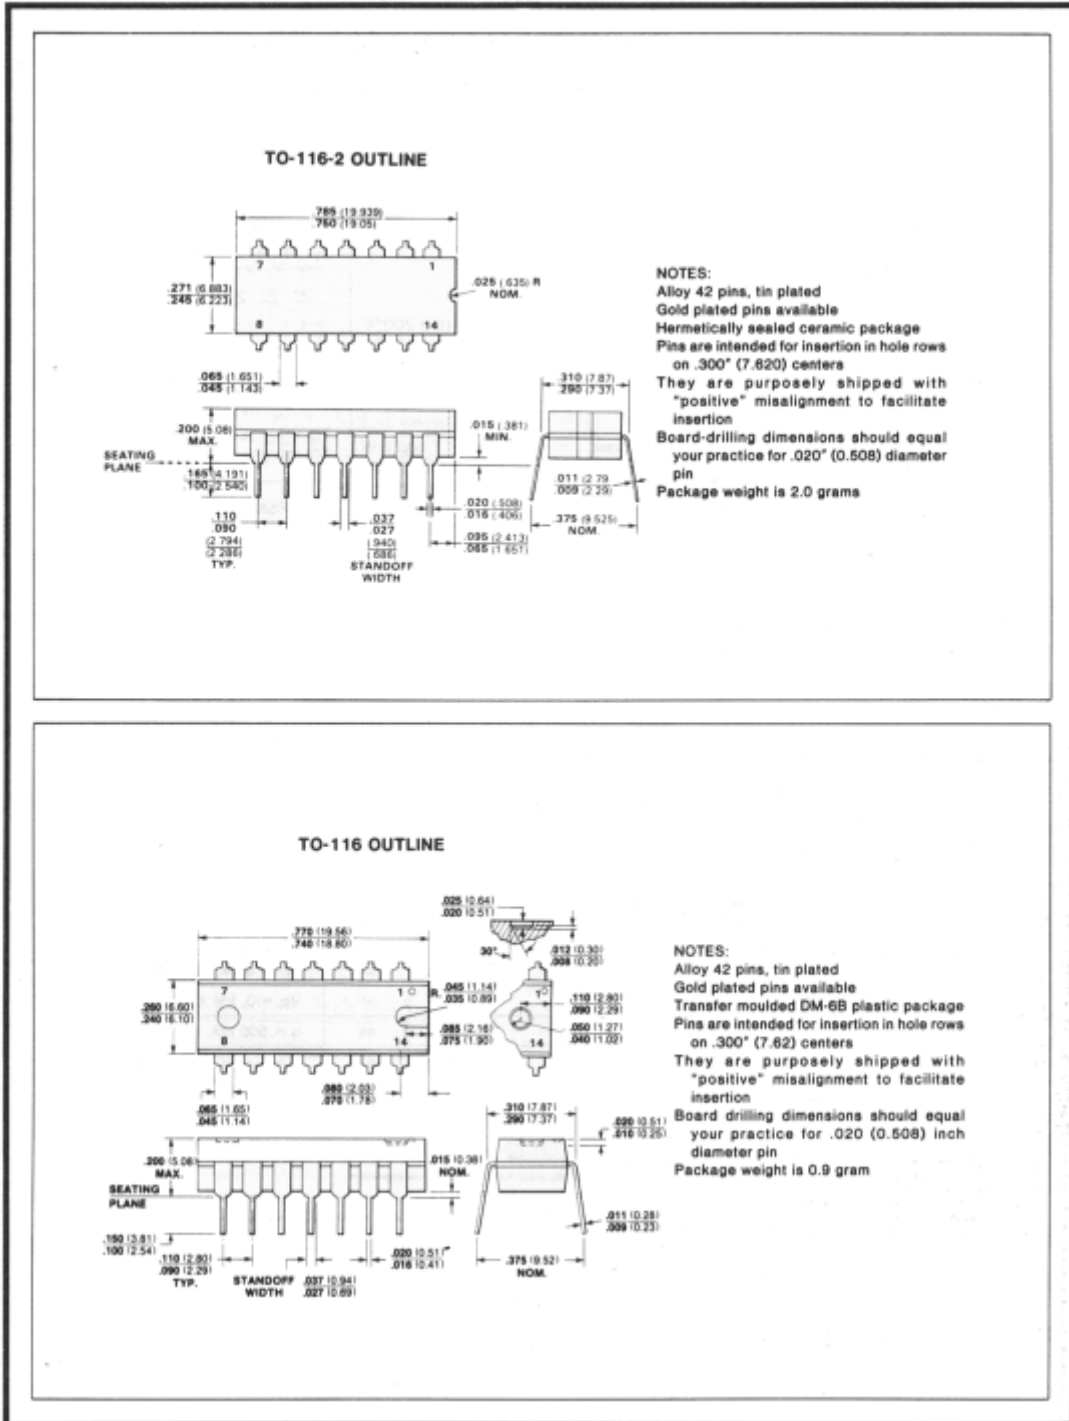 TO-116-2 OUTLINE
.785 (19.939)
.750 (19.05)
7
1
.271 (6.883)
.245 (6.223)
.025 (.635) R
NOM.
8
14
.065 (1.651)
.045 (1.143)
.200 (5.08)
MAX.
SEATING
PLANE
.165 (4.191)
.100 (2.540)
.015 (.381)
MIN.
.310 (7.87)
.290 (7.37)
.011 (2.79
.009 (2.29)
.020 (.508)
.016 (.406)
.375 (9.525)
NOM.
.110
.090
(2.794)
(2.286)
TYP.
.037
.027
(.940)
(.686)
STANDOFF
WIDTH
.095 (2.413)
.065 (1.651)
NOTES:
Alloy 42 pins, tin plated
Gold plated pins available
Hermetically sealed ceramic package
Pins are intended for insertion in hole rows
on .300" (7.620) centers
They are purposely shipped with
"positive" misalignment to facilitate
insertion
Board-drilling dimensions should equal
your practice for .020" (0.508) diameter
pin
Package weight is 2.0 grams
TO-116 OUTLINE
.770 (19.56)
.740 (18.80)
.025 (0.64)
.020 (0.51)
30°
.012 (0.30)
.008 (0.20)
7
1
.260 (6.60)
.240 (6.10)
R .045 (1.14)
.035 (0.89)
1
.110 (2.80)
.090 (2.29)
8
14
.085 (2.16)
.075 (1.90)
14
.050 (1.27)
.040 (1.02)
.080 (2.03)
.070 (1.78)
.065 (1.65)
.045 (1.14)
.200 (5.08)
MAX.
SEATING
PLANE
.015 (0.38)
NOM.
.310 (7.87)
.290 (7.37)
.020 (0.51)
.010 (0.25)
.150 (3.81)
.100 (2.54)
.110 (2.80)
.090 (2.29)
TYP.
STANDOFF
WIDTH
.037 (0.94)
.027 (0.69)
.020 (0.51)
.016 (0.41)
.375 (9.52)
NOM.
.011 (0.28)
.009 (0.23)
NOTES:
Alloy 42 pins, tin plated
Gold plated pins available
Transfer moulded DM-6B plastic package
Pins are intended for insertion in hole rows
on .300" (7.62) centers
They are purposely shipped with
"positive" misalignment to facilitate
insertion
Board drilling dimensions should equal
your practice for .020 (0.508) inch
diameter pin
Package weight is 0.9 gram